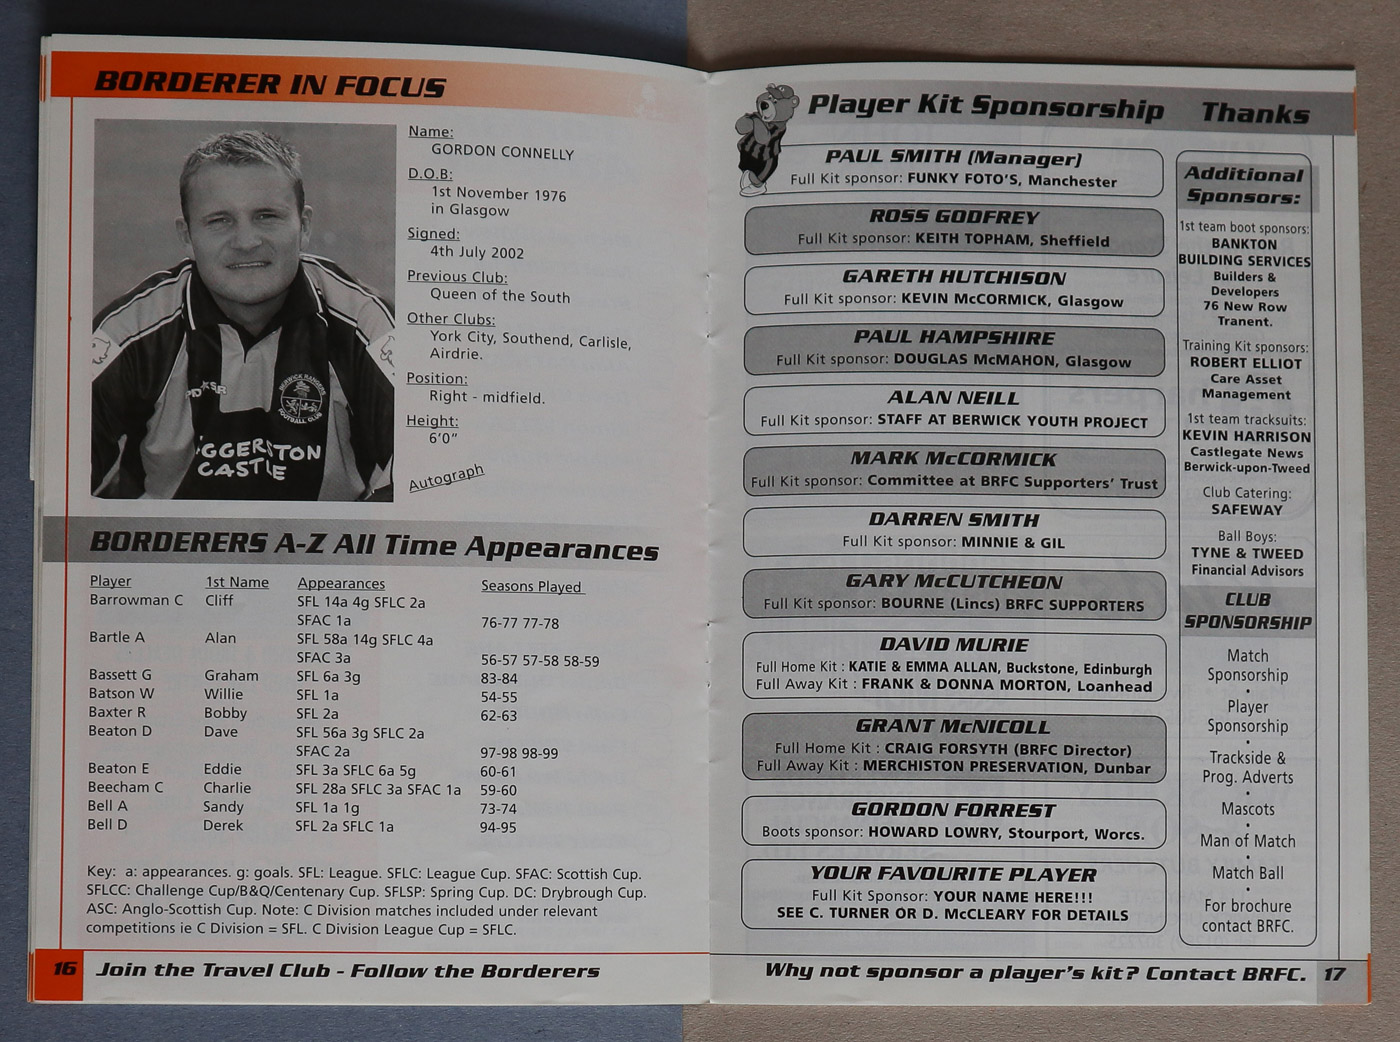 BORDERER IN FOCUS
Name:
GORDON CONNELLY
D.O.B:
1st November 1976
in Glasgow
Signed:
4th July 2002
Previous Club:
Queen of the South
Other Clubs:
York City, Southend, Carlisle,
Airdrie.
Position:
Right - midfield.
Height:
6'0"
Autograph
BERWICK RANGERS
FOOTBALL CLUB
CASTLE
BORDERERS A-Z All Time Appearances
Player 1st Name Appearances Seasons Played
Barrowman C Cliff SFL 14a 4g SFLC 2a
SFAC 1a 76-77 77-78
Bartle A Alan SFL 58a 14g SFLC 4a
SFAC 3a 56-57 57-58 58-59
Bassett G Graham SFL 6a 3g 83-84
Batson W Willie SFL 1a 54-55
Baxter R Bobby SFL 2a 62-63
Beaton D Dave SFL 56a 3g SFLC 2a
SFAC 2a 97-98 98-99
Beaton E Eddie SFL 3a SFLC 6a 5g 60-61
Beecham C Charlie SFL 28a SFLC 3a SFAC 1a 59-60
Bell A Sandy SFL 1a 1g 73-74
Bell D Derek SFL 2a SFLC 1a 94-95
Key: a: appearances. g: goals. SFL: League. SFLC: League Cup. SFAC: Scottish Cup.
SFLCC: Challenge Cup/B&Q/Centenary Cup. SFLSP: Spring Cup. DC: Drybrough Cup.
ASC: Anglo-Scottish Cup. Note: C Division matches included under relevant
competitions ie C Division = SFL. C Division League Cup = SFLC.
16 Join the Travel Club - Follow the Borderers
Player Kit Sponsorship Thanks
PAUL SMITH (Manager)
Full Kit sponsor: FUNKY FOTO'S, Manchester
ROSS GODFREY
Full Kit sponsor: KEITH TOPHAM, Sheffield
GARETH HUTCHISON
Full Kit sponsor: KEVIN McCORMICK, Glasgow
PAUL HAMPSHIRE
Full Kit sponsor: DOUGLAS McMAHON, Glasgow
ALAN NEILL
Full Kit sponsor: STAFF AT BERWICK YOUTH PROJECT
MARK McCORMICK
Full Kit sponsor: Committee at BRFC Supporters' Trust
DARREN SMITH
Full Kit sponsor: MINNIE & GIL
GARY McCUTCHEON
Full Kit sponsor: BOURNE (Lincs) BRFC SUPPORTERS
DAVID MURIE
Full Home Kit : KATIE & EMMA ALLAN, Buckstone, Edinburgh
Full Away Kit : FRANK & DONNA MORTON, Loanhead
GRANT McNICOLL
Full Home Kit : CRAIG FORSYTH (BRFC Director)
Full Away Kit : MERCHISTON PRESERVATION, Dunbar
GORDON FORREST
Boots sponsor: HOWARD LOWRY, Stourport, Worcs.
YOUR FAVOURITE PLAYER
Full Kit Sponsor: YOUR NAME HERE!!!
SEE C. TURNER OR D. McCLEARY FOR DETAILS
Additional
Sponsors:
1st team boot sponsors:
BANKTON
BUILDING SERVICES
Builders &
Developers
76 New Row
Tranent.
Training Kit sponsors:
ROBERT ELLIOT
Care Asset
Management
1st team tracksuits:
KEVIN HARRISON
Castlegate News
Berwick-upon-Tweed
Club Catering:
SAFEWAY
Ball Boys:
TYNE & TWEED
Financial Advisors
CLUB
SPONSORSHIP
Match
Sponsorship
•
Player
Sponsorship
•
Trackside &
Prog. Adverts
•
Mascots
•
Man of Match
•
Match Ball
•
For brochure
contact BRFC.
Why not sponsor a player's kit? Contact BRFC. 17